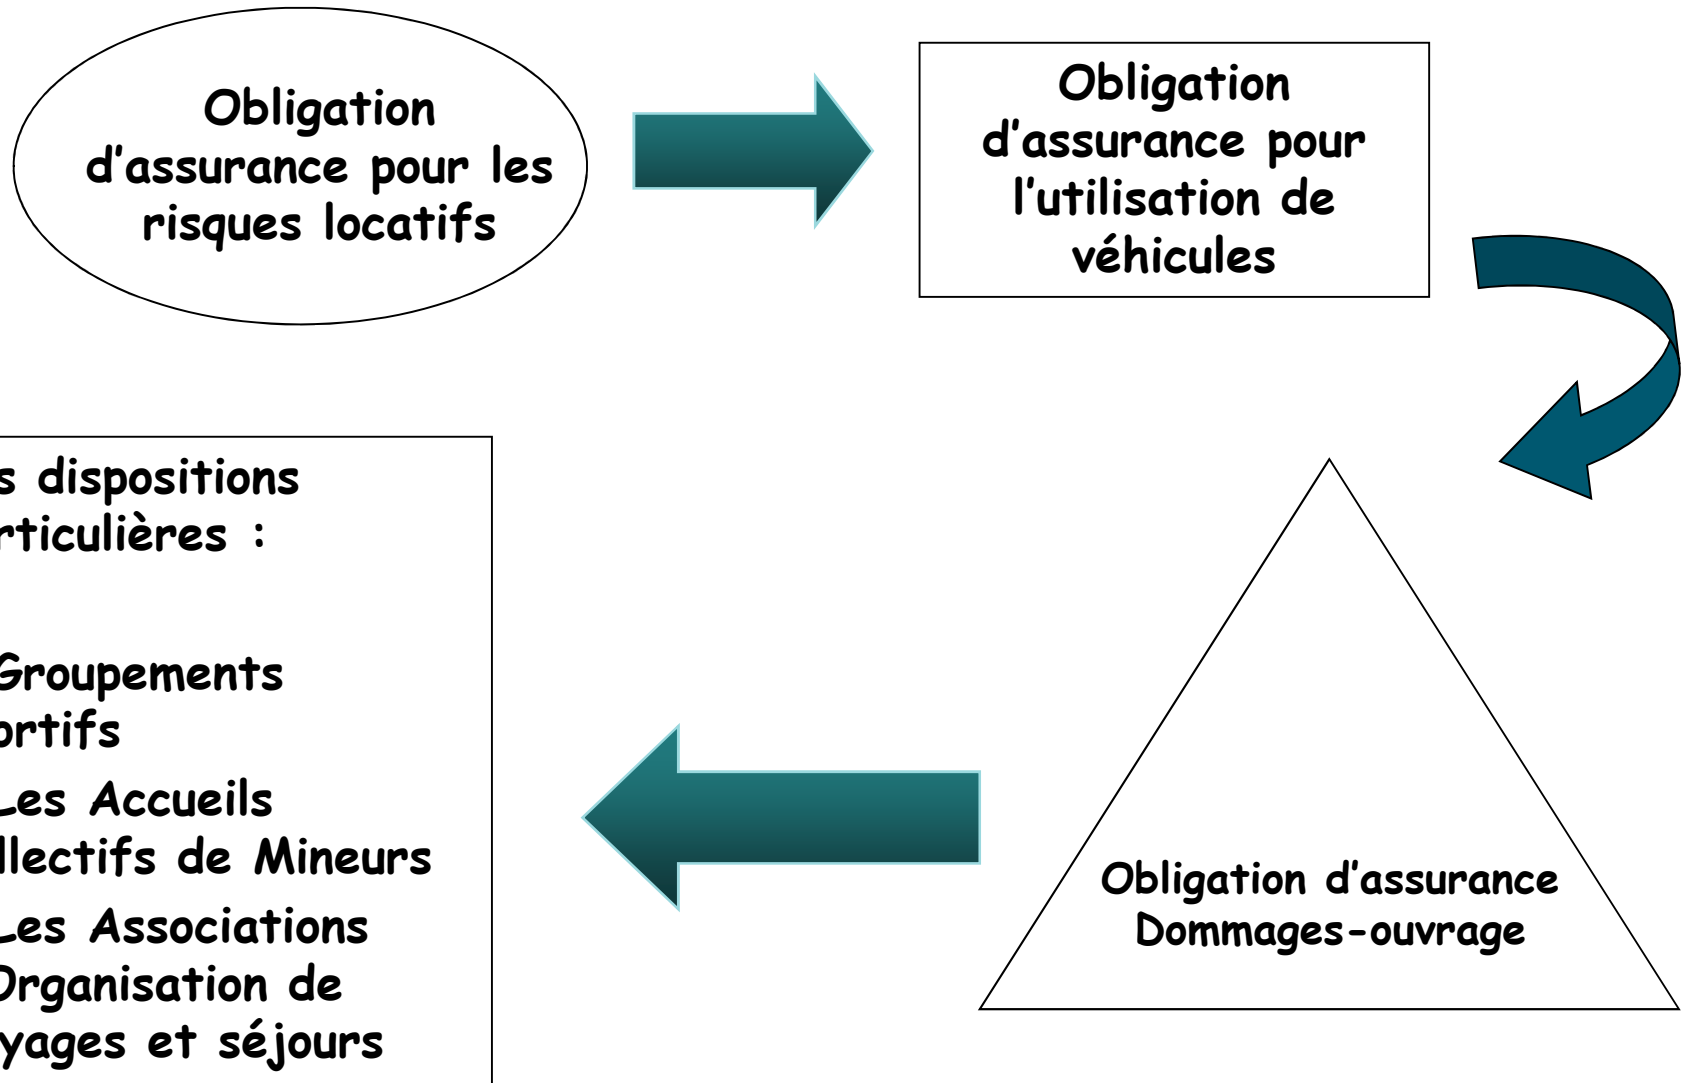 Obligation
d'assurance pour les
risques locatifs
Obligation
d'assurance pour
l'utilisation de
véhicules
Obligation d'assurance
Dommages-ouvrage
s dispositions
rticulières :
Groupements
ortifs
Les Accueils
llectifs de Mineurs
Les Associations
Organisation de
yages et séjours